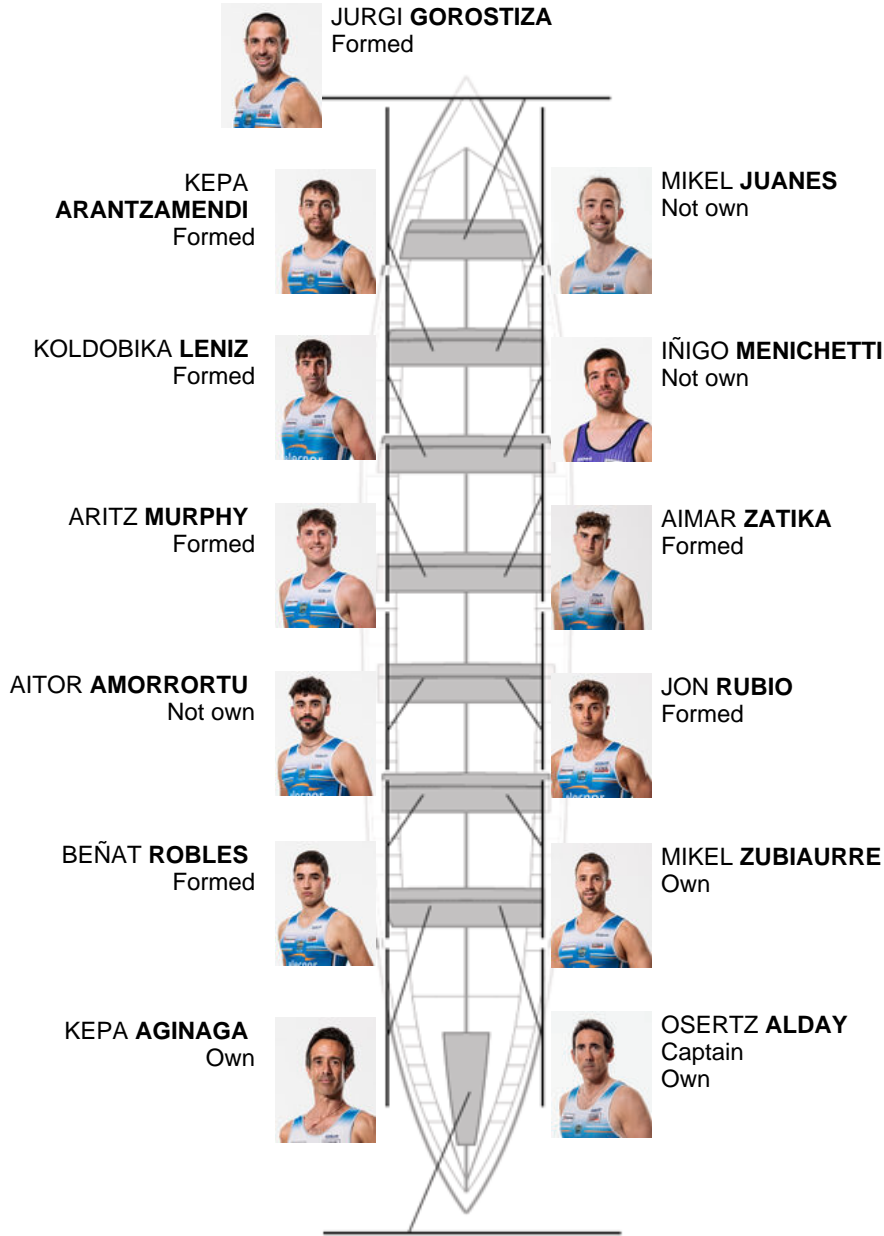 JURGI GOROSTIZA
Formed
KEPA
ARANTZAMENDI
Formed
MIKEL JUANES
Not own
KOLDOBIKA LENIZ
Formed
IÑIGO MENICHETTI
Not own
ARITZ MURPHY
Formed
AIMAR ZATIKA
Formed
AITOR AMORRORTU
Not own
JON RUBIO
Formed
BEÑAT ROBLES
Formed
MIKEL ZUBIAURRE
Own
KEPA AGINAGA
Own
OSERTZ ALDAY
Captain
Own